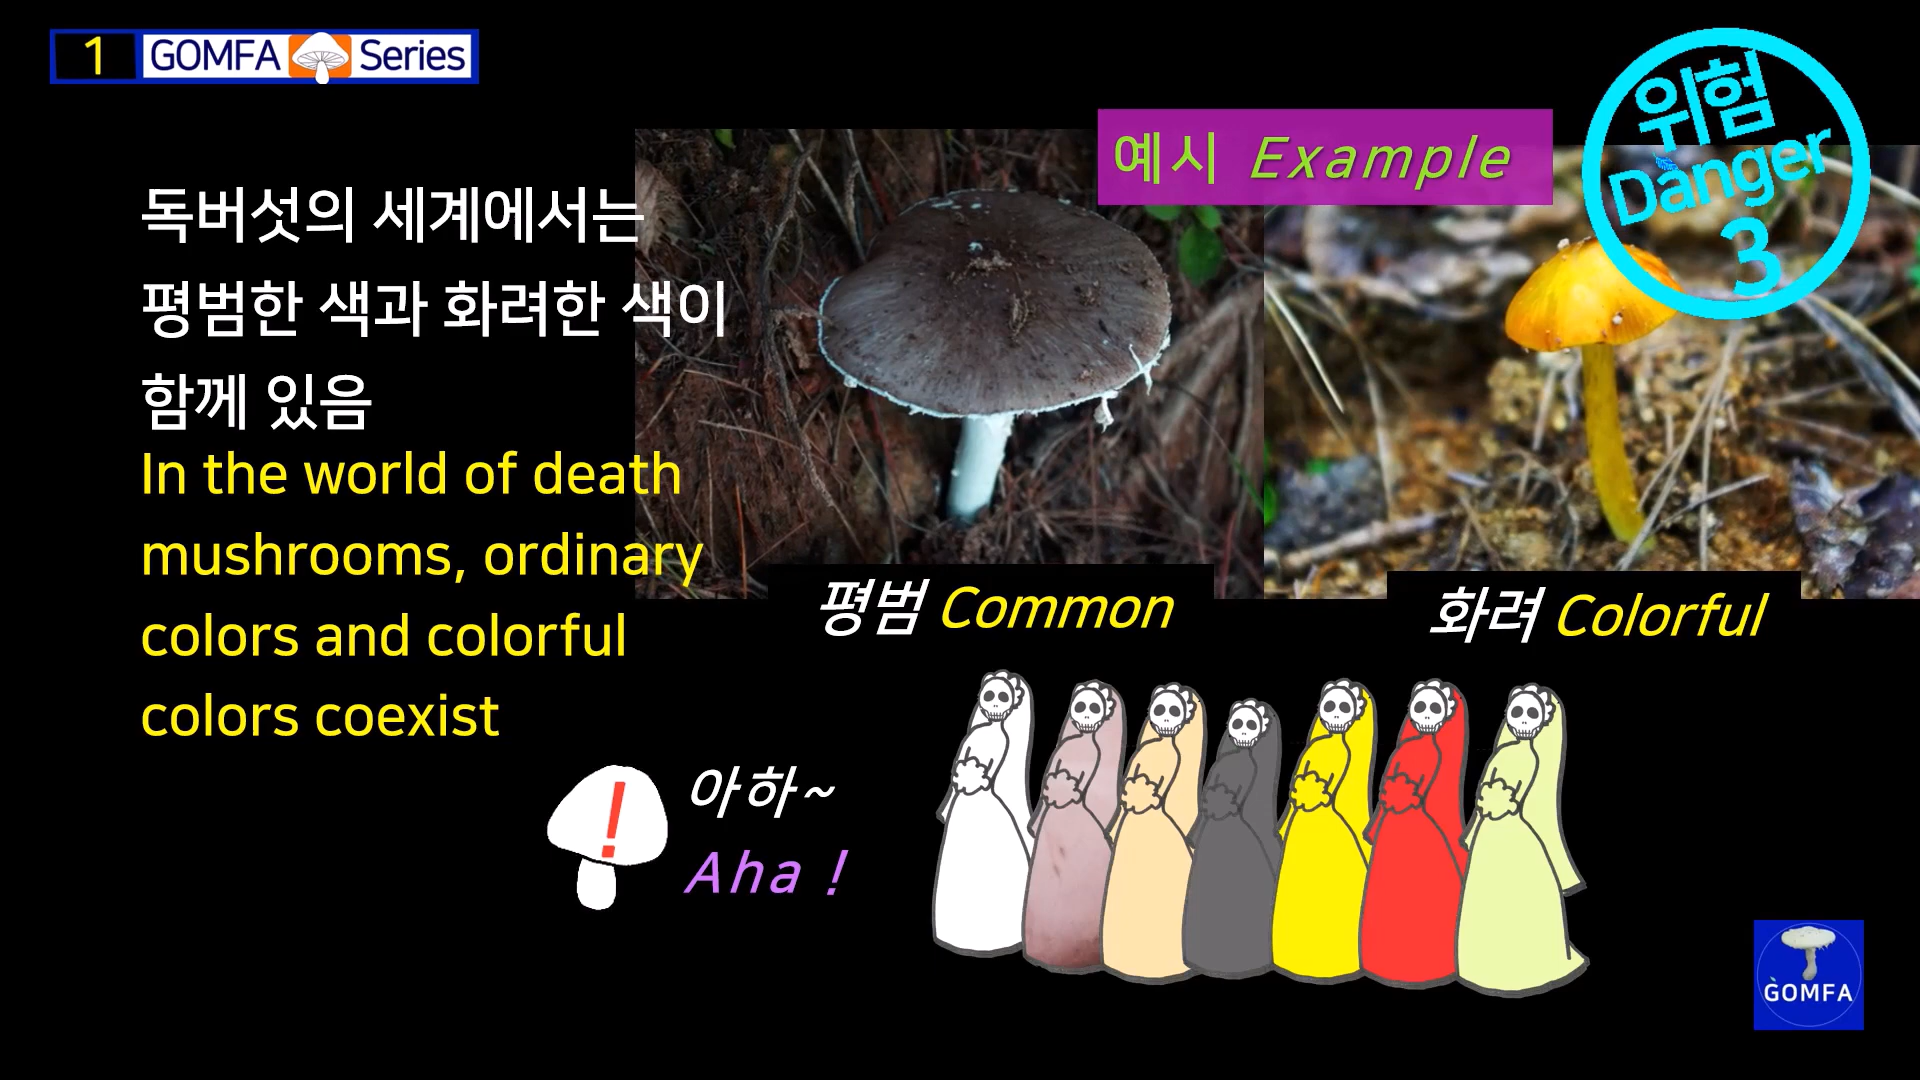 1 GOMFA Series
위험
Danger
3
예시 Example
독버섯의 세계에서는
평범한 색과 화려한 색이
함께 있음
In the world of death
mushrooms, ordinary
colors and colorful
colors coexist
평범 Common
화려 Colorful
아하~
Aha !
!
GOMFA